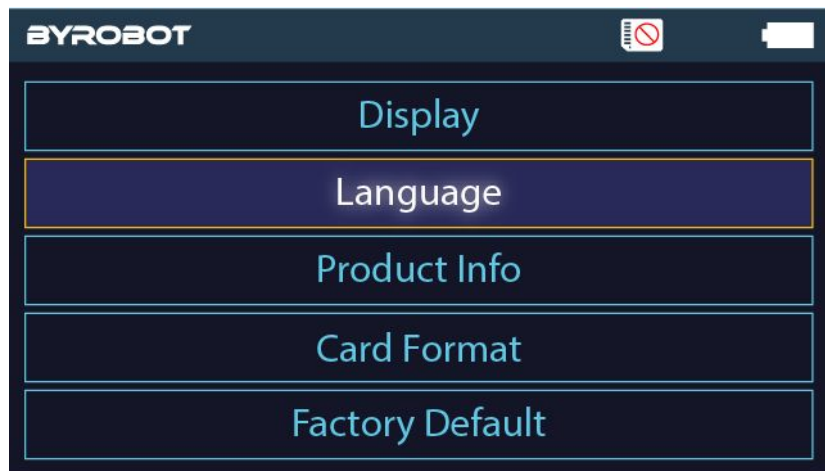 BYROBOT
Display
Language
Product Info
Card Format
Factory Default